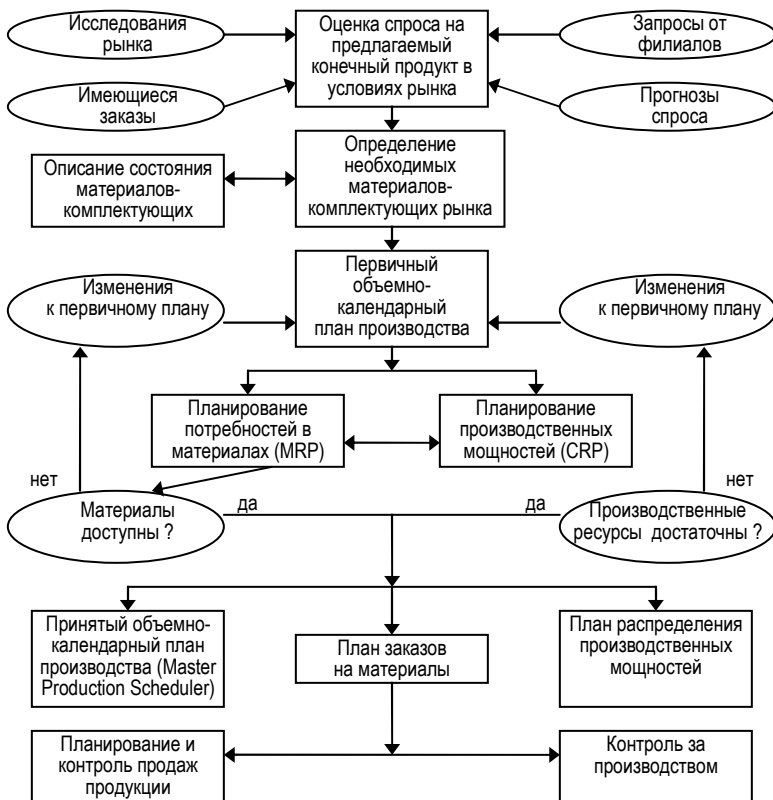 Исследования
рынка
Оценка спроса на
предлагаемый
конечный продукт в
условиях рынка
Запросы от
филиалов
Имеющиеся
заказы
Прогнозы
спроса
Описание состояния
материалов-
комплектующих
Определение
необходимых
материалов-
комплектующих рынка
Изменения
к первичному плану
Первичный
объемно-
календарный
план производства
Изменения
к первичному плану
Планирование
потребностей в
материалах (MRP)
Планирование
производственных
мощностей (CRP)
нет
нет
Материалы
доступны ?
да
да
Производственные
ресурсы достаточны ?
Принятый объемно-
календарный план
производства (Master
Production Scheduler)
План заказов
на материалы
План распределения
производственных
мощностей
Планирование и
контроль продаж
продукции
Контроль за
производством